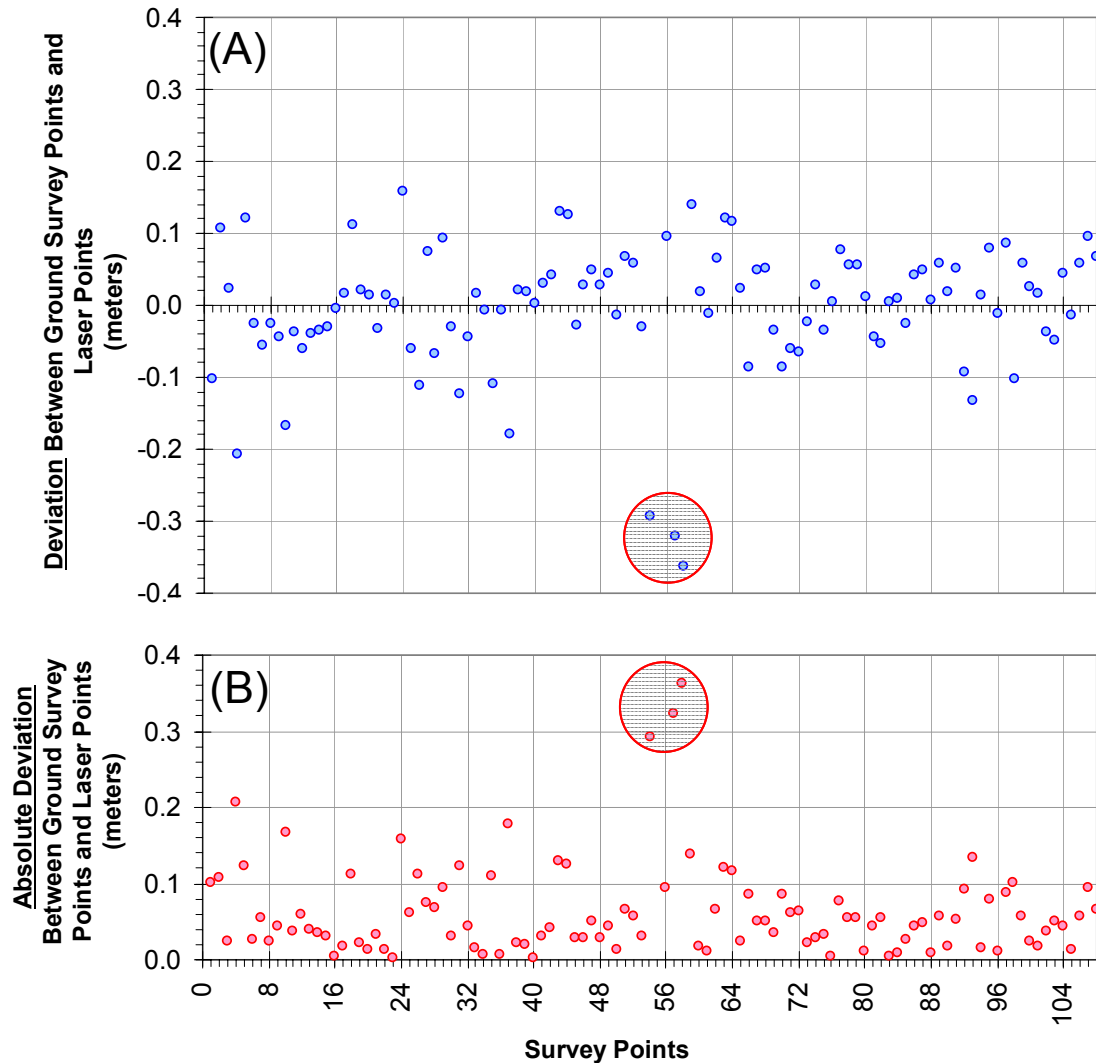 (A)
Deviation Between Ground Survey Points and
Laser Points
(meters)
0.4
0.3
0.2
0.1
0.0
-0.1
-0.2
-0.3
-0.4
(B)
Absolute Deviation
Between Ground Survey
Points and Laser Points
(meters)
0.4
0.3
0.2
0.1
0.0
0 8 16 24 32 40 48 56 64 72 80 88 96 104
Survey Points